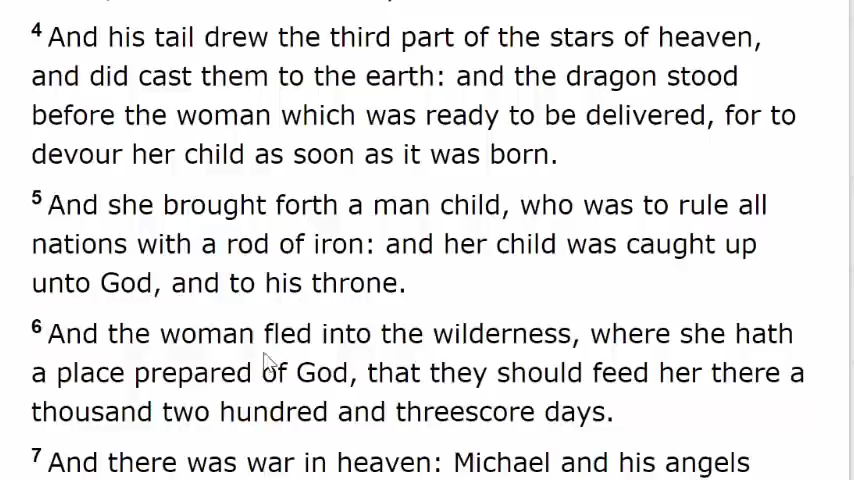 4 And his tail drew the third part of the stars of heaven,
and did cast them to the earth: and the dragon stood
before the woman which was ready to be delivered, for to
devour her child as soon as it was born.
5 And she brought forth a man child, who was to rule all
nations with a rod of iron: and her child was caught up
unto God, and to his throne.
6 And the woman fled into the wilderness, where she hath
a place prepared of God, that they should feed her there a
thousand two hundred and threescore days.
7 And there was war in heaven: Michael and his angels